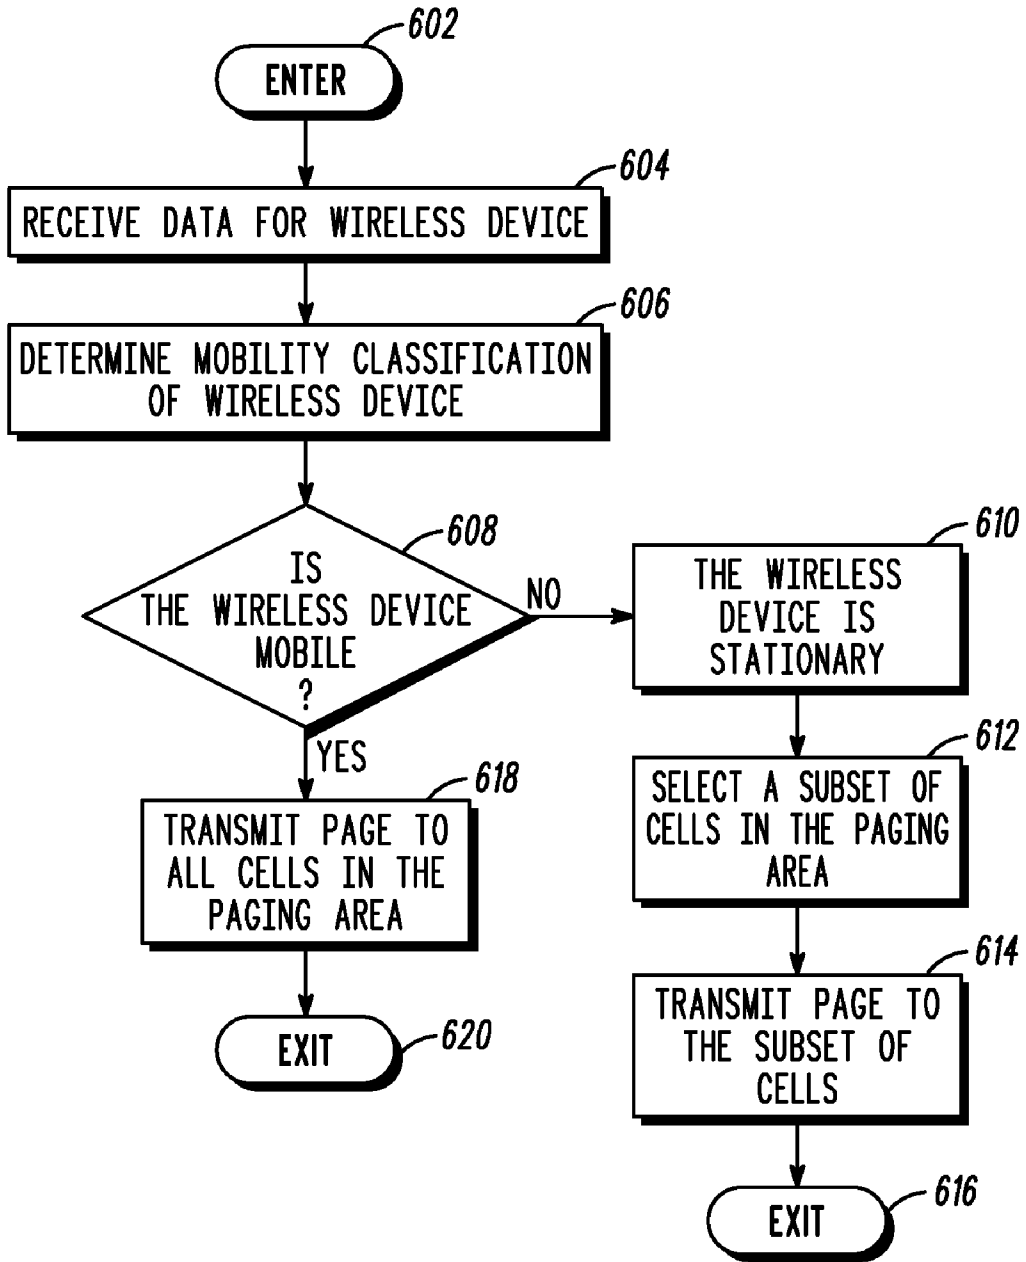 602
ENTER
604
RECEIVE DATA FOR WIRELESS DEVICE
606
DETERMINE MOBILITY CLASSIFICATION
OF WIRELESS DEVICE
608
IS
THE WIRELESS DEVICE
MOBILE
?
NO
YES
610
THE WIRELESS
DEVICE IS
STATIONARY
612
SELECT A SUBSET OF
CELLS IN THE PAGING
AREA
614
TRANSMIT PAGE TO
THE SUBSET OF
CELLS
616
EXIT
618
TRANSMIT PAGE TO
ALL CELLS IN THE
PAGING AREA
620
EXIT